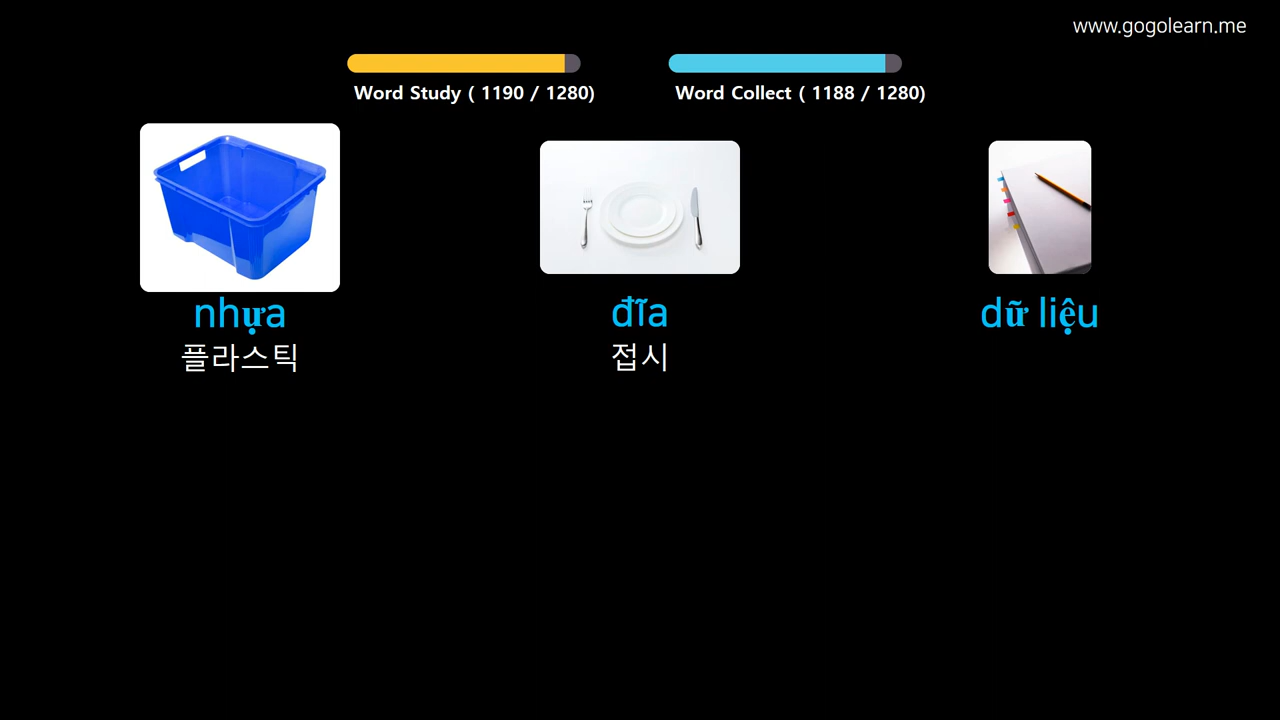 www.gogolearn.me
Word Study ( 1190 / 1280)
Word Collect ( 1188 / 1280)
nhựa
플라스틱
đĩa
접시
dữ liệu